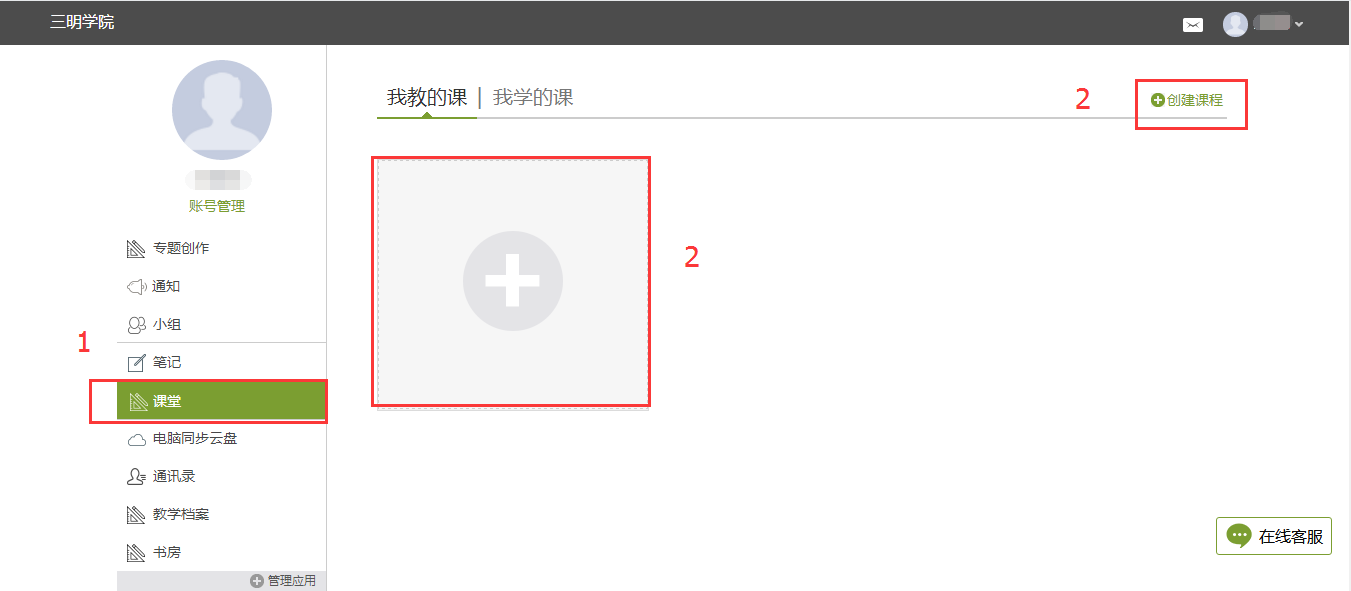 三明学院
我教的课 | 我学的课
2
创建课程
账号管理
专题创作
通知
小组
1
笔记
课堂
电脑同步云盘
通讯录
教学档案
书房
管理应用
2
在线客服